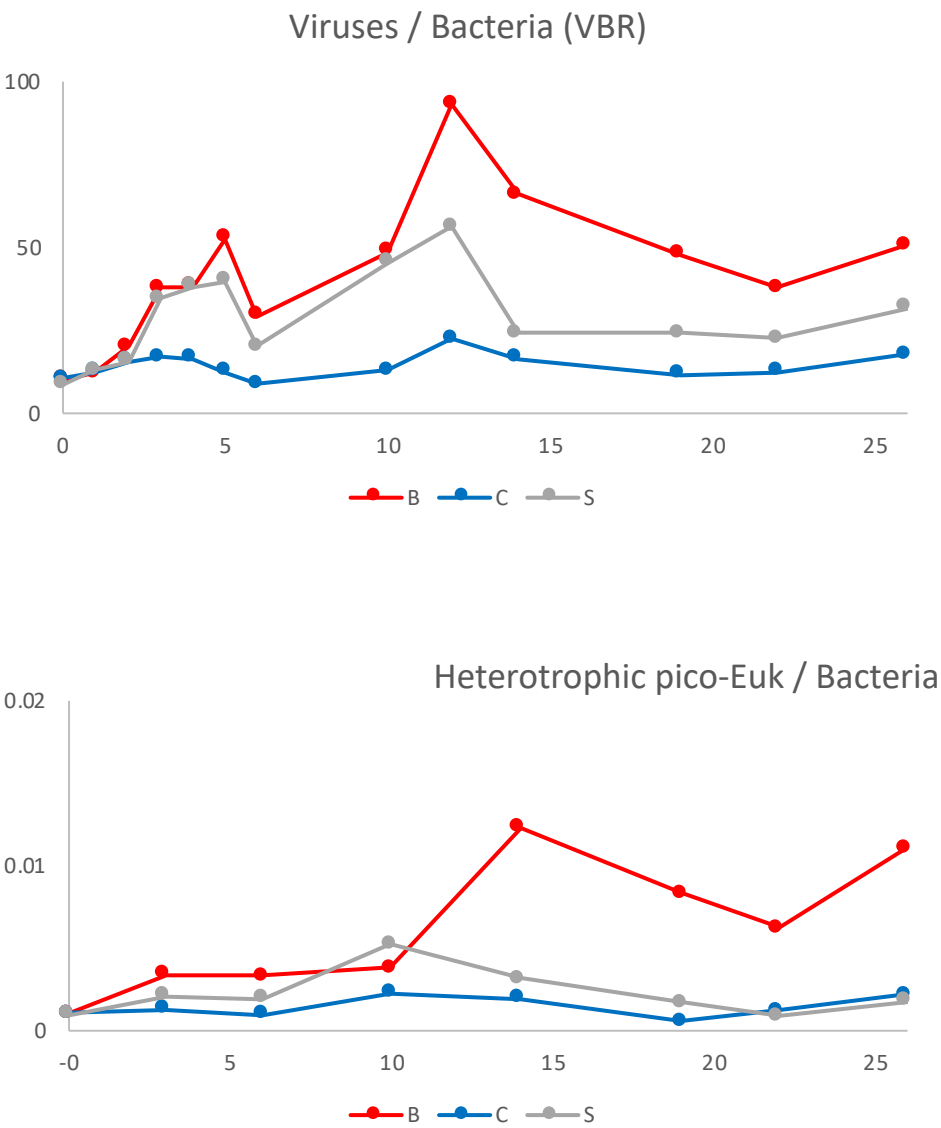 Viruses / Bacteria (VBR)
100
50
0
0 5 10 15 20 25
B C S
Heterotrophic pico-Euk / Bacteria
0.02
0.01
0
-0 5 10 15 20 25
B C S